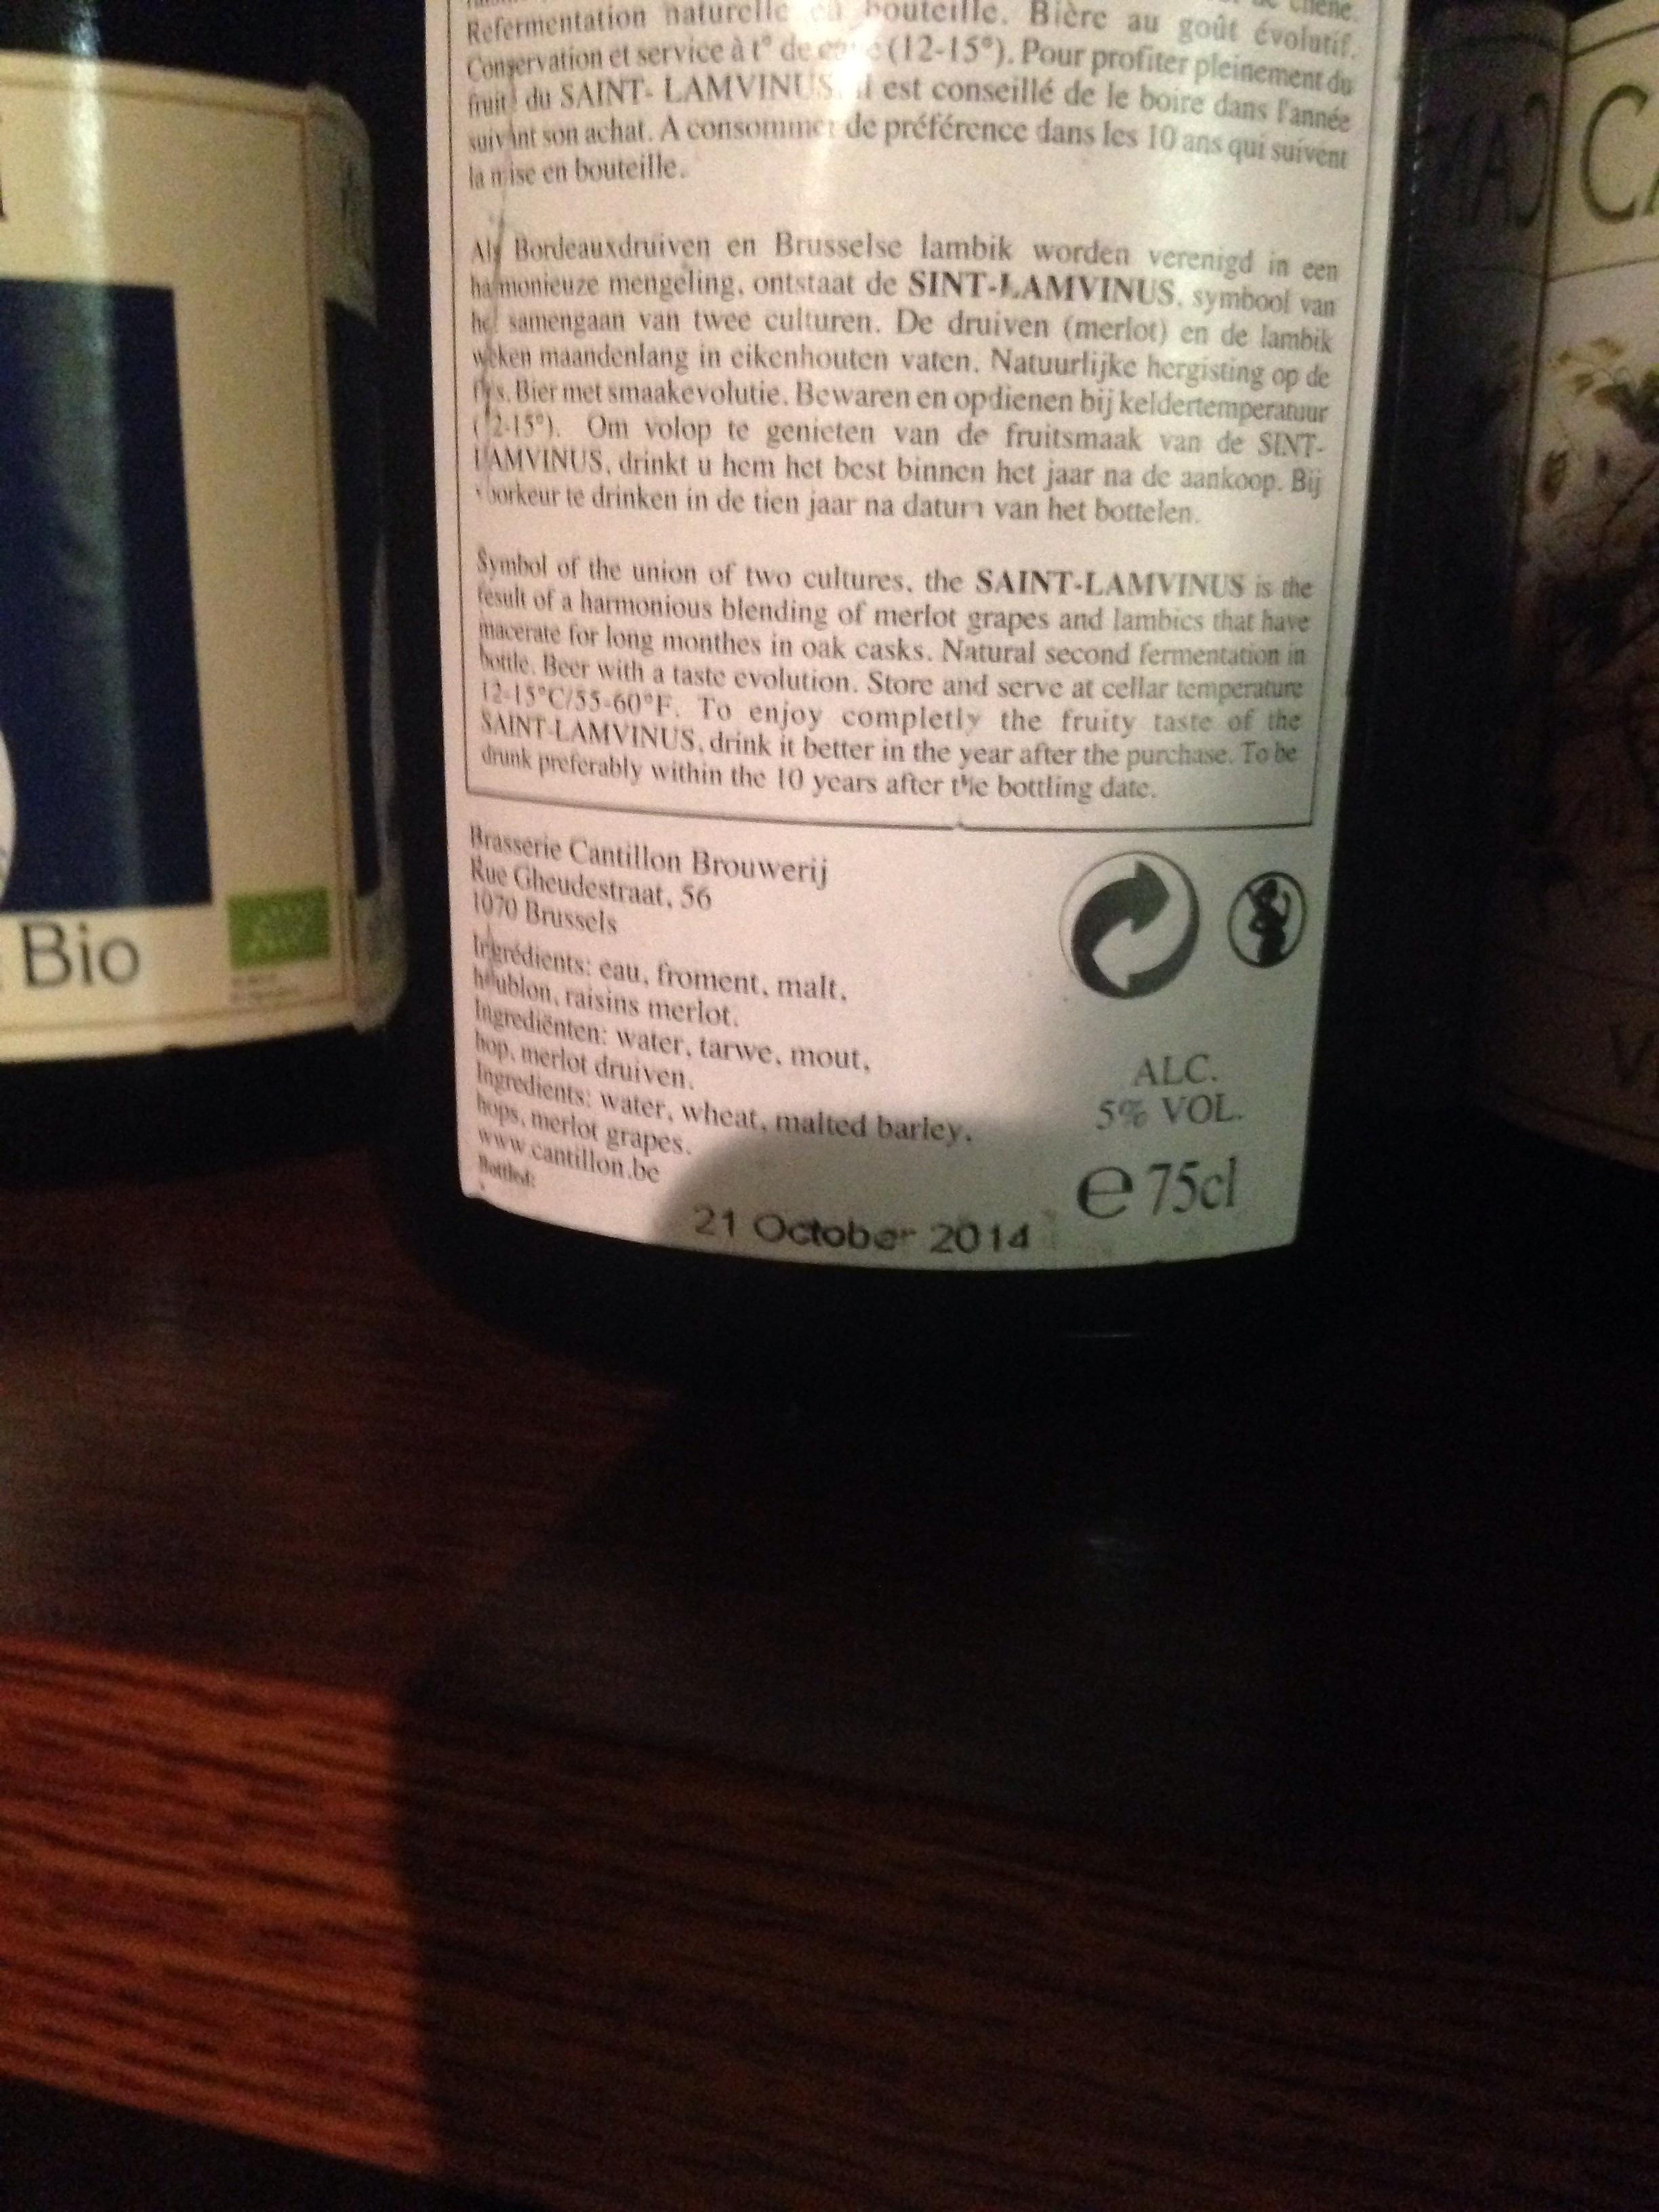 chêne.
Refermentation naturelle en bouteille. Bière au goût évolutif.
Conservation et service à t° de cave (12-15°). Pour profiter pleinement du
fruité du SAINT- LAMVINUS, il est conseillé de le boire dans l'année
suivant son achat. A consommer de préférence dans les 10 ans qui suivent
la mise en bouteille.
Als Bordeauxdruiven en Brusselse lambik worden verenigd in een
harmonieuze mengeling, ontstaat de SINT-LAMVINUS, symbool van
het samengaan van twee culturen. De druiven (merlot) en de lambik
weken maandenlang in eikenhouten vaten. Natuurlijke hergisting op de
fles. Bier met smaakevolutie. Bewaren en opdienen bij keldertemperatuur
(12-15°). Om volop te genieten van de fruitsmaak van de SINT-
LAMVINUS, drinkt u hem het best binnen het jaar na de aankoop. Bij
voorkeur te drinken in de tien jaar na datum van het bottelen.
Symbol of the union of two cultures, the SAINT-LAMVINUS is the
result of a harmonious blending of merlot grapes and lambics that have
macerate for long monthes in oak casks. Natural second fermentation in
bottle. Beer with a taste evolution. Store and serve at cellar temperature
12-15°C/55-60°F. To enjoy completly the fruity taste of the
SAINT-LAMVINUS, drink it better in the year after the purchase. To be
drunk preferably within the 10 years after the bottling date.
Brasserie Cantillon Brouwerij
Rue Gheudestraat, 56
1070 Brussels
Ingrédients: eau, froment, malt,
houblon, raisins merlot.
Ingrediënten: water, tarwe, mout,
hop, merlot druiven.
Ingredients: water, wheat, malted barley,
hops, merlot grapes.
www.cantillon.be
Bottled:
21 October 2014
ALC.
5% VOL.
e 75cl
Bio
CA
V